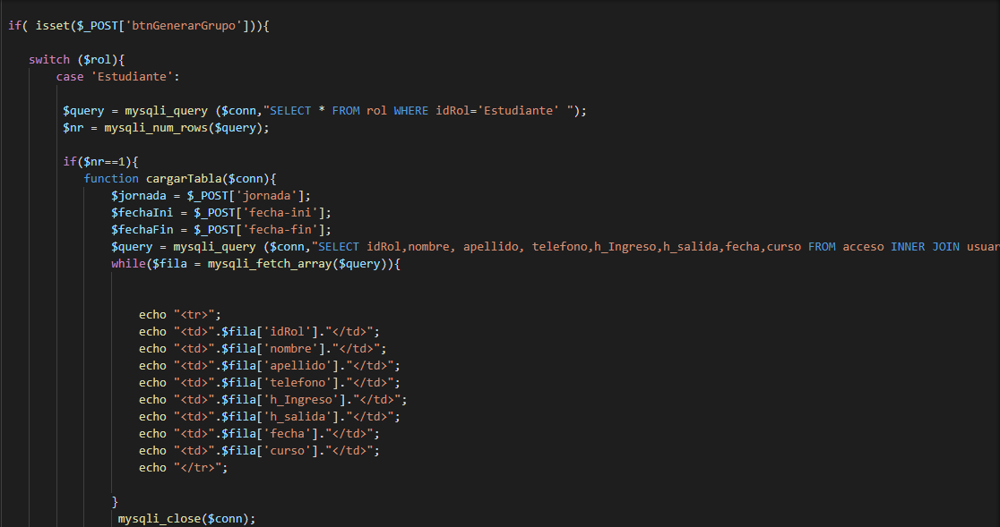 if( isset($_POST['btnGenerarGrupo'])){
switch ($rol){
case 'Estudiante':
$query = mysqli_query ($conn,"SELECT * FROM rol WHERE idRol='Estudiante' ");
$nr = mysqli_num_rows($query);
if($nr==1){
function cargarTabla($conn){
$jornada = $_POST['jornada'];
$fechaIni = $_POST['fecha-ini'];
$fechaFin = $_POST['fecha-fin'];
$query = mysqli_query ($conn,"SELECT idRol,nombre, apellido, telefono,h_Ingreso,h_salida,fecha,curso FROM acceso INNER JOIN usuar
while($fila = mysqli_fetch_array($query)){
echo "<tr>";
echo "<td>".$fila['idRol']."</td>";
echo "<td>".$fila['nombre']."</td>";
echo "<td>".$fila['apellido']."</td>";
echo "<td>".$fila['telefono']."</td>";
echo "<td>".$fila['h_Ingreso']."</td>";
echo "<td>".$fila['h_salida']."</td>";
echo "<td>".$fila['fecha']."</td>";
echo "<td>".$fila['curso']."</td>";
echo "</tr>";
}
mysqli_close($conn);